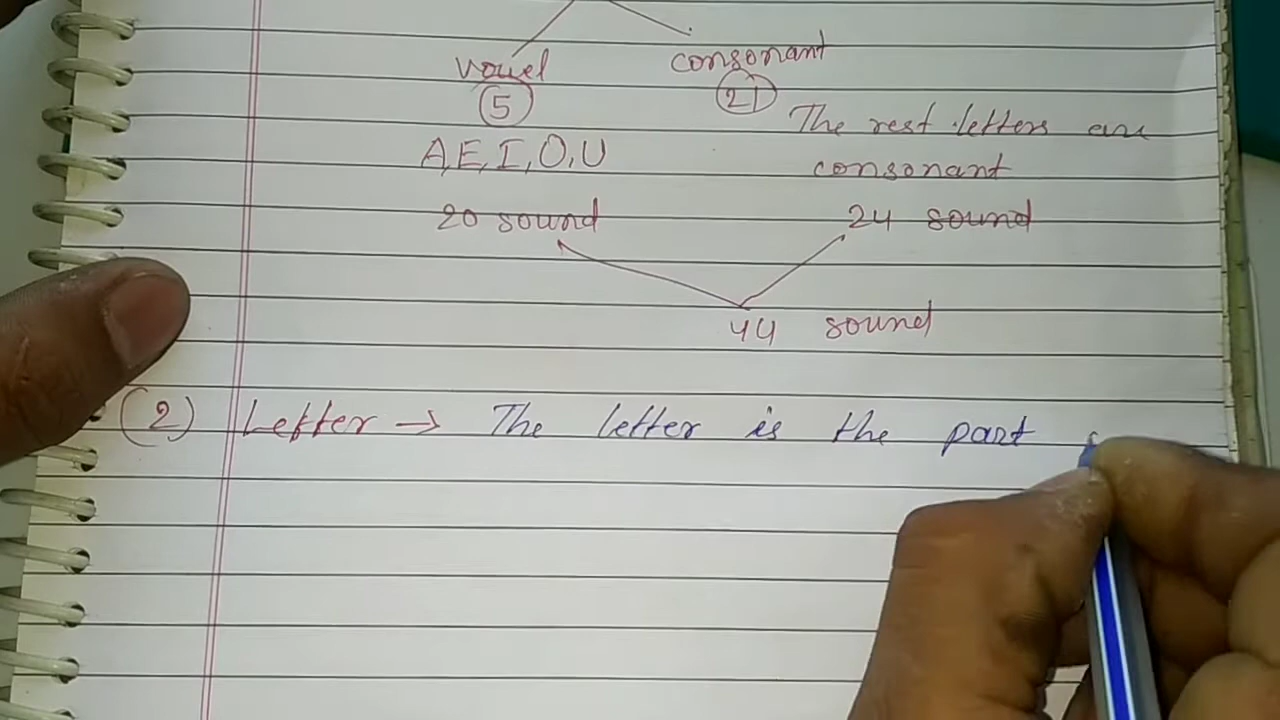 vowel consonant
5 21
The rest letters are
A,E,I,O,U consonant
20 sound 24 sound
44 sound
(2) Letter → The letter is the part